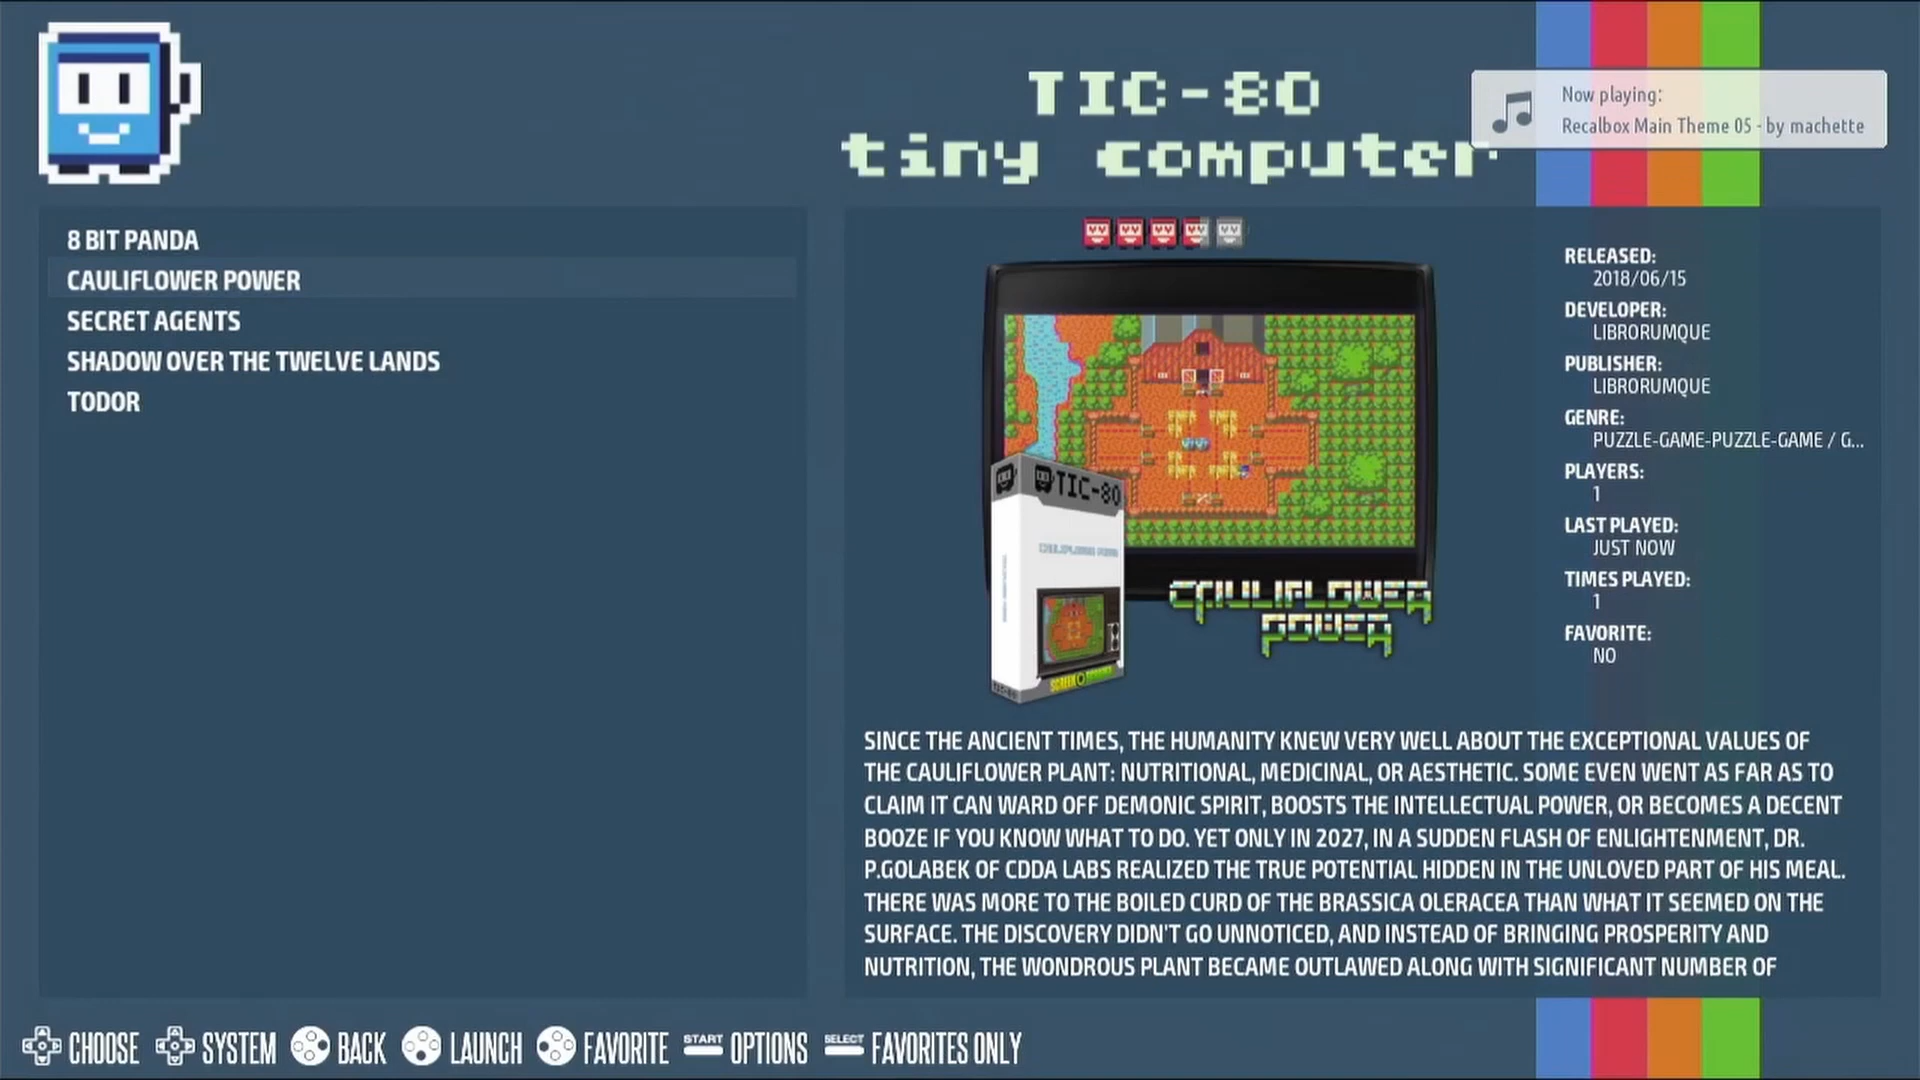 TIC-80
tiny computer
Now playing:
Recalbox Main Theme 05 - by machette
8 BIT PANDA
CAULIFLOWER POWER
SECRET AGENTS
SHADOW OVER THE TWELVE LANDS
TODOR
TIC-80
CAULIFLOWER POWER
CAULIFLOWER
POWER
RELEASED:
2018/06/15
DEVELOPER:
LIBRORUMQUE
PUBLISHER:
LIBRORUMQUE
GENRE:
PUZZLE-GAME-PUZZLE-GAME / G...
PLAYERS:
1
LAST PLAYED:
JUST NOW
TIMES PLAYED:
1
FAVORITE:
NO
SINCE THE ANCIENT TIMES, THE HUMANITY KNEW VERY WELL ABOUT THE EXCEPTIONAL VALUES OF
THE CAULIFLOWER PLANT: NUTRITIONAL, MEDICINAL, OR AESTHETIC. SOME EVEN WENT AS FAR AS TO
CLAIM IT CAN WARD OFF DEMONIC SPIRIT, BOOSTS THE INTELLECTUAL POWER, OR BECOMES A DECENT
BOOZE IF YOU KNOW WHAT TO DO. YET ONLY IN 2027, IN A SUDDEN FLASH OF ENLIGHTENMENT, DR.
P.GOLABEK OF CDDA LABS REALIZED THE TRUE POTENTIAL HIDDEN IN THE UNLOVED PART OF HIS MEAL.
THERE WAS MORE TO THE BOILED CURD OF THE BRASSICA OLERACEA THAN WHAT IT SEEMED ON THE
SURFACE. THE DISCOVERY DIDN'T GO UNNOTICED, AND INSTEAD OF BRINGING PROSPERITY AND
NUTRITION, THE WONDROUS PLANT BECAME OUTLAWED ALONG WITH SIGNIFICANT NUMBER OF
CHOOSE SYSTEM BACK LAUNCH FAVORITE START OPTIONS SELECT FAVORITES ONLY